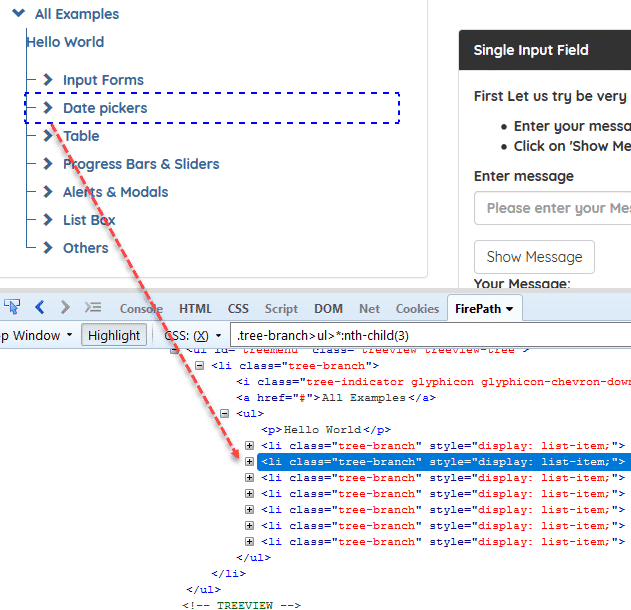 All Examples
Hello World
Input Forms
Date pickers
Table
Progress Bars & Sliders
Alerts & Modals
List Box
Others
Single Input Field
First Let us try be very
Enter your messa
Click on 'Show Me
Enter message
Please enter your Mes
Show Message
Your Message:
Console HTML CSS Script DOM Net Cookies FirePath
p Window Highlight CSS: (X) .tree-branch>ul>*:nth-child(3)
<ul id="treemenu" class="treeview treeview-tree">
<li class="tree-branch">
<i class="tree-indicator glyphicon glyphicon-chevron-down
<a href="#">All Examples</a>
<ul>
<p>Hello World</p>
<li class="tree-branch" style="display: list-item;">
<li class="tree-branch" style="display: list-item;">
<li class="tree-branch" style="display: list-item;">
<li class="tree-branch" style="display: list-item;">
<li class="tree-branch" style="display: list-item;">
<li class="tree-branch" style="display: list-item;">
<li class="tree-branch" style="display: list-item;">
</ul>
</li>
</ul>
<!-- TREEVIEW -->